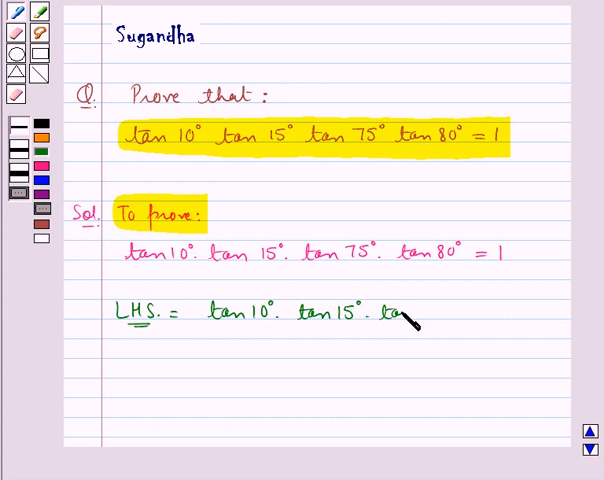 Sugandha
Q. Prove that :
tan 10° tan 15° tan 75° tan 80° = 1
Sol. To prove:
tan 10°. tan 15°. tan 75°. tan 80° = 1
LHS. = tan 10°. tan 15°. ta